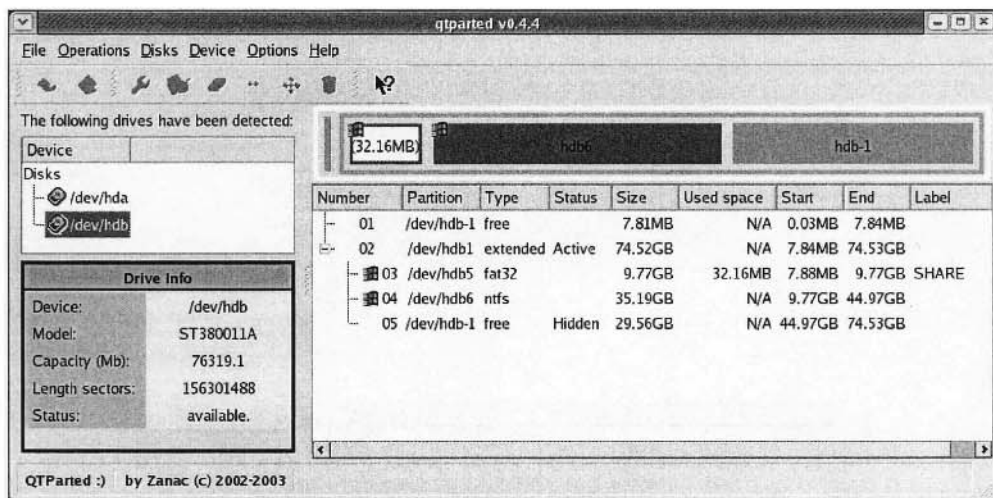 qtparted v0.4.4
File Operations Disks Device Options Help
The following drives have been detected:
Device
Disks
/dev/hda
/dev/hdb
Drive Info
Device: /dev/hdb
Model: ST380011A
Capacity (Mb): 76319.1
Length sectors: 156301488
Status: available.
(32.16MB) hdb6 hdb-1
Number Partition Type Status Size Used space Start End Label
01 /dev/hdb-1 free 7.81MB N/A 0.03MB 7.84MB
02 /dev/hdb1 extended Active 74.52GB N/A 7.84MB 74.53GB
03 /dev/hdb5 fat32 9.77GB 32.16MB 7.88MB 9.77GB SHARE
04 /dev/hdb6 ntfs 35.19GB N/A 9.77GB 44.97GB
05 /dev/hdb-1 free Hidden 29.56GB N/A 44.97GB 74.53GB
QTParted :) by Zanac (c) 2002-2003